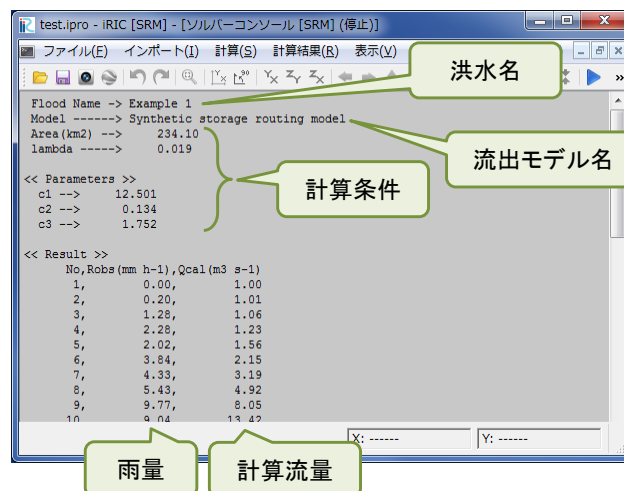 test.ipro - iRIC [SRM] - [ソルバーコンソール [SRM] (停止)]
ファイル(F) インポート(I) 計算(S) 計算結果(R) 表示(V)
洪水名
Flood Name -> Example 1
Model ------> Synthetic storage routing model
Area(km2) --> 234.10
lambda -----> 0.019
流出モデル名
計算条件
<< Parameters >>
c1 --> 12.501
c2 --> 0.134
c3 --> 1.752
<< Result >>
No,Robs(mm h-1),Qcal(m3 s-1)
1, 0.00, 1.00
2, 0.20, 1.01
3, 1.28, 1.06
4, 2.28, 1.23
5, 2.02, 1.56
6, 3.84, 2.15
7, 4.33, 3.19
8, 5.43, 4.92
9, 9.77, 8.05
10 9.04 13.42
X: ------ Y: ------
雨量 計算流量